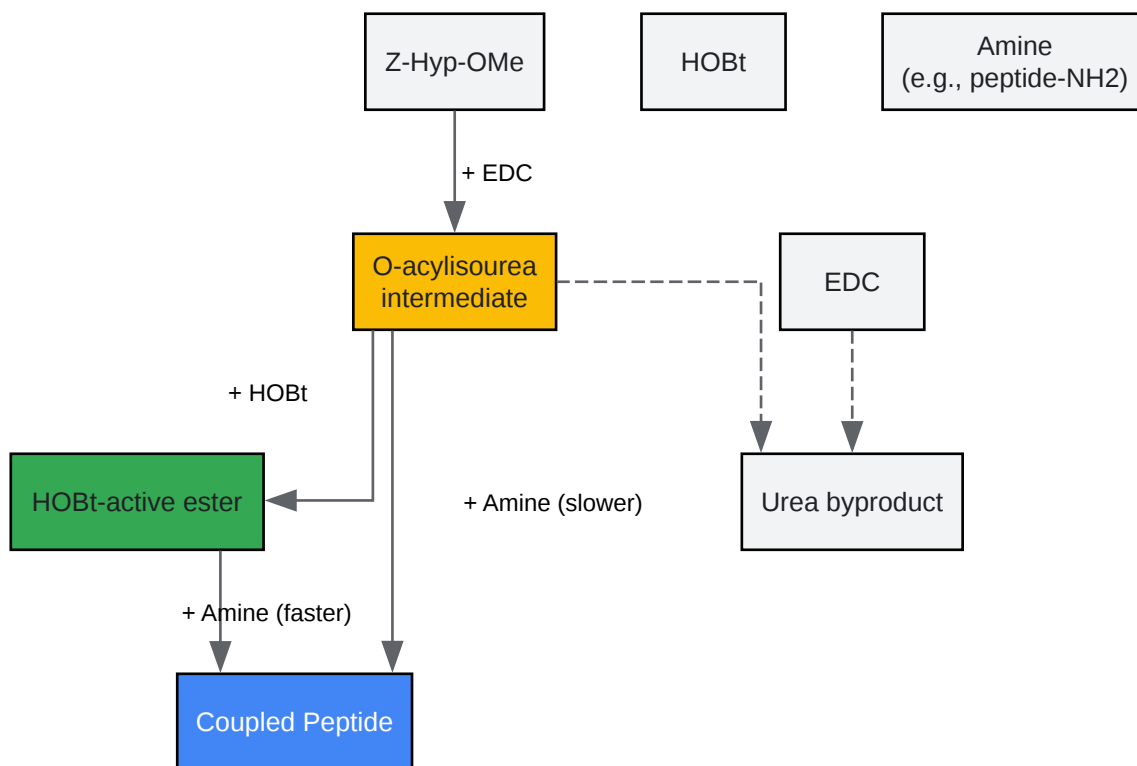 Z-Hyp-OMe
HOBt
Amine
(e.g., peptide-NH2)
+ EDC
O-acylisourea
intermediate
EDC
+ HOBt
HOBt-active ester
+ Amine (slower)
Urea byproduct
+ Amine (faster)
Coupled Peptide